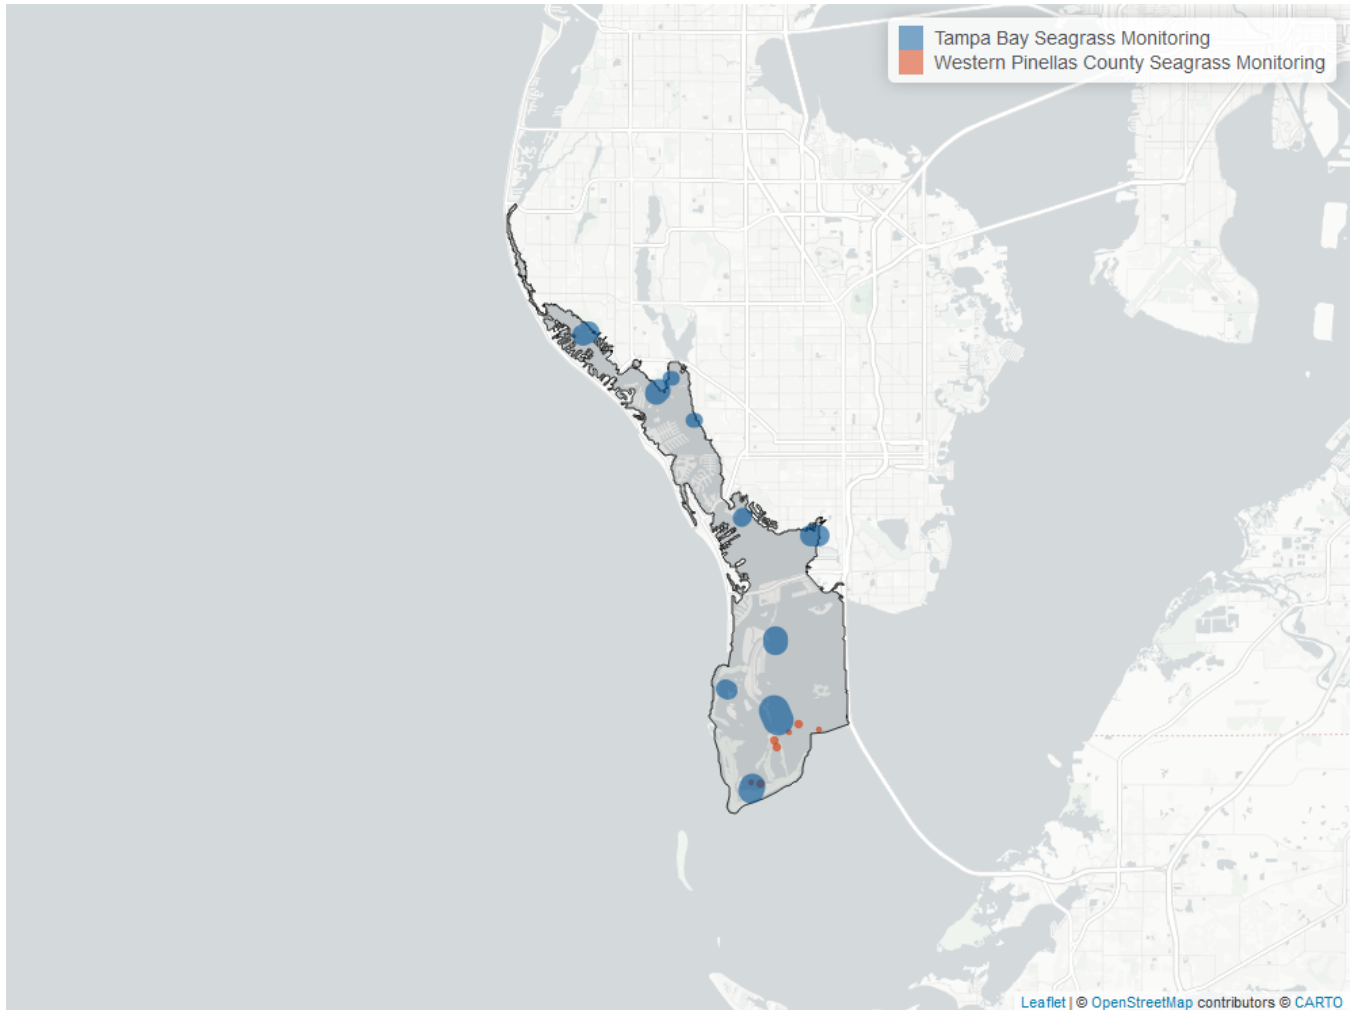 Tampa Bay Seagrass Monitoring
Western Pinellas County Seagrass Monitoring
Leaflet | © OpenStreetMap contributors © CARTO